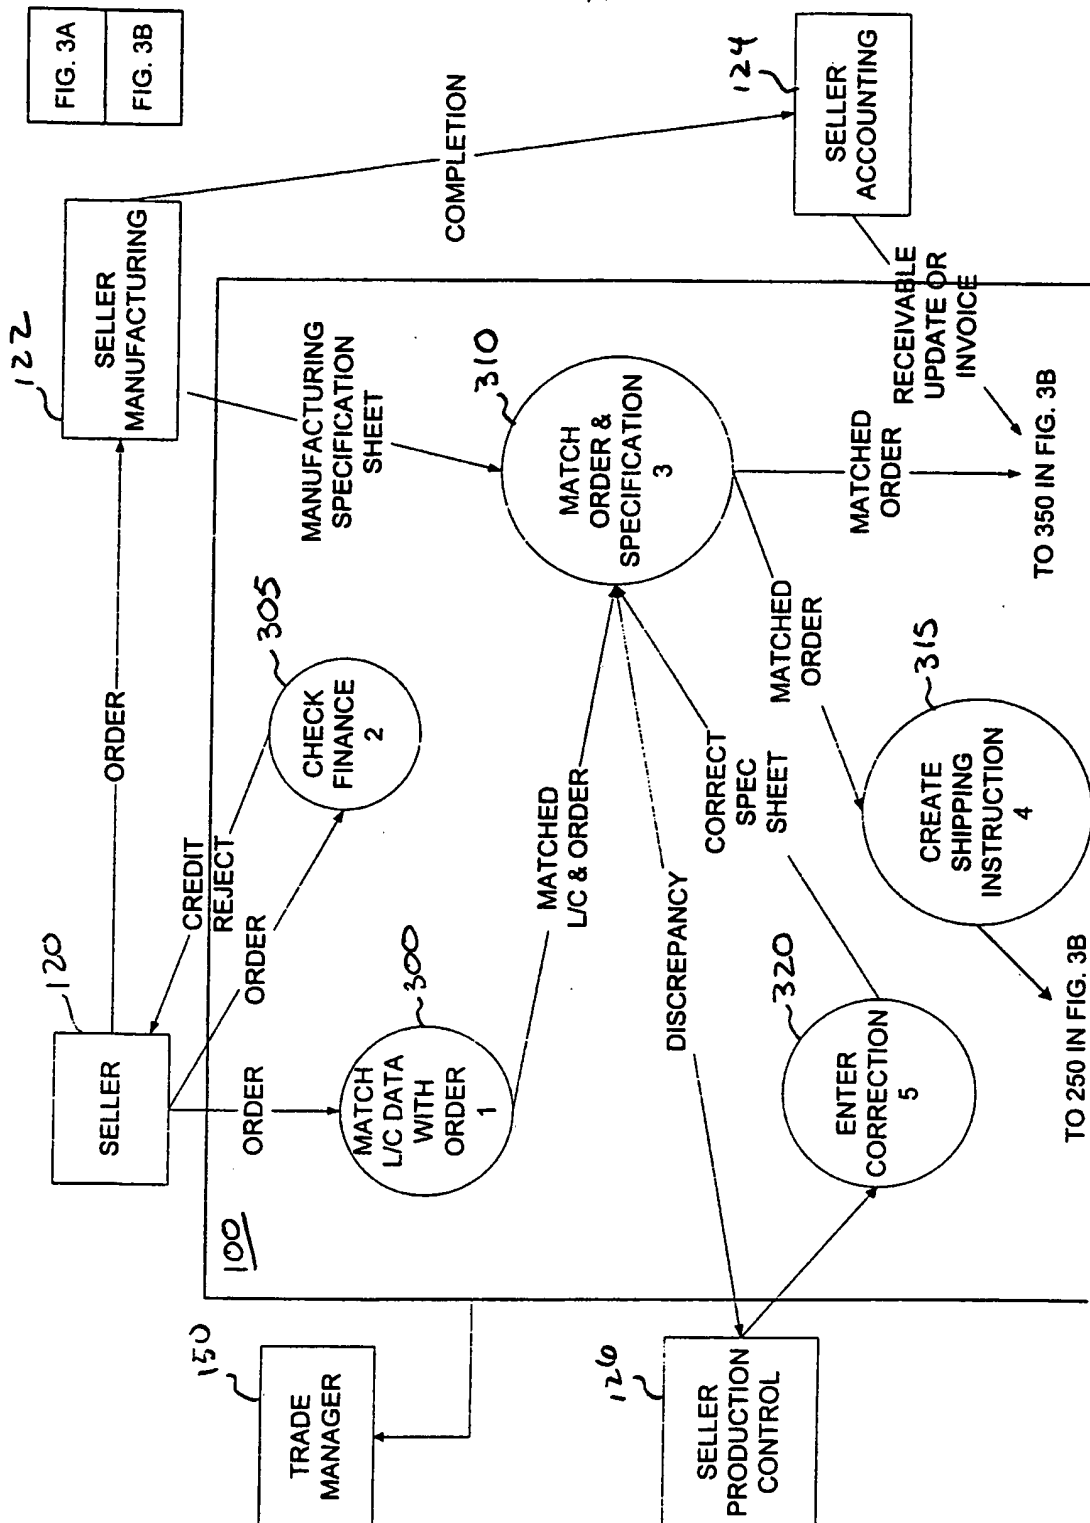 FIG. 3A
FIG. 3B
122
SELLER
MANUFACTURING
ORDER
120
SELLER
COMPLETION
124
SELLER
ACCOUNTING
RECEIVABLE
UPDATE OR
INVOICE
MANUFACTURING
SPECIFICATION
SHEET
CREDIT
REJECT
ORDER
ORDER
305
CHECK
FINANCE
2
300
MATCH
L/C DATA
WITH
ORDER
1
100
310
MATCH
ORDER &
SPECIFICATION
3
MATCHED
L/C & ORDER
MATCHED
ORDER
TO 350 IN FIG. 3B
MATCHED
ORDER
315
CREATE
SHIPPING
INSTRUCTION
4
TO 250 IN FIG. 3B
CORRECT
SPEC
SHEET
DISCREPANCY
320
ENTER
CORRECTION
5
150
TRADE
MANAGER
126
SELLER
PRODUCTION
CONTROL